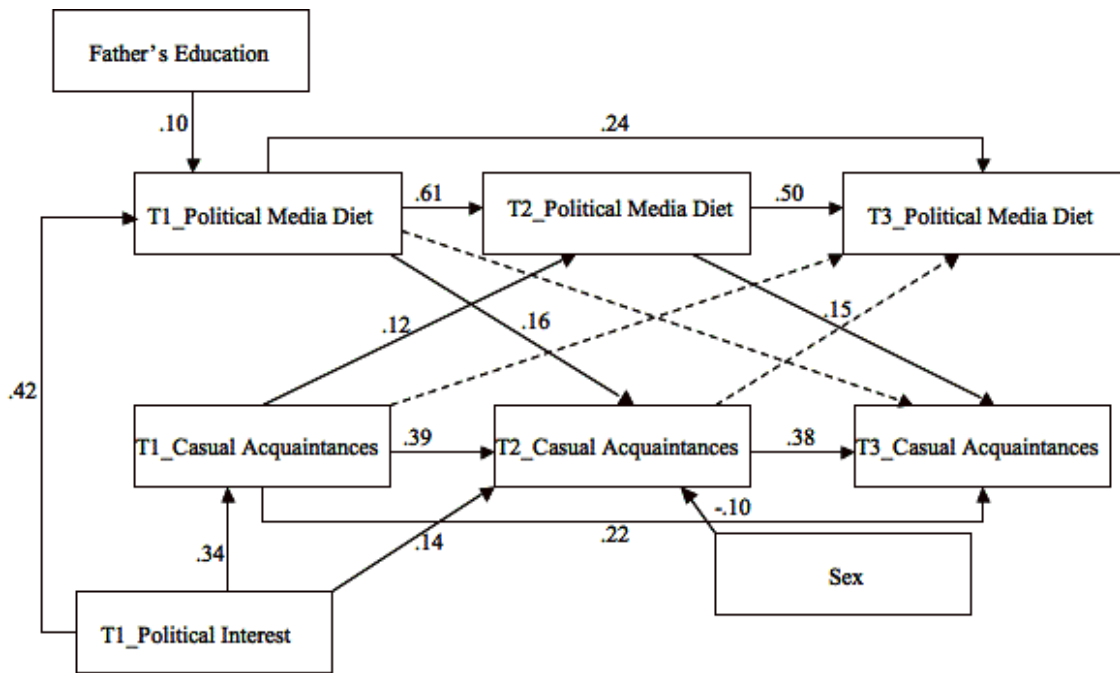 Father's Education
.10
.24
T1_Political Media Diet
.61
T2_Political Media Diet
.50
T3_Political Media Diet
.12
.16
.15
.42
T1_Casual Acquaintances
.39
T2_Casual Acquaintances
.38
T3_Casual Acquaintances
-.10
.22
.14
.34
Sex
T1_Political Interest